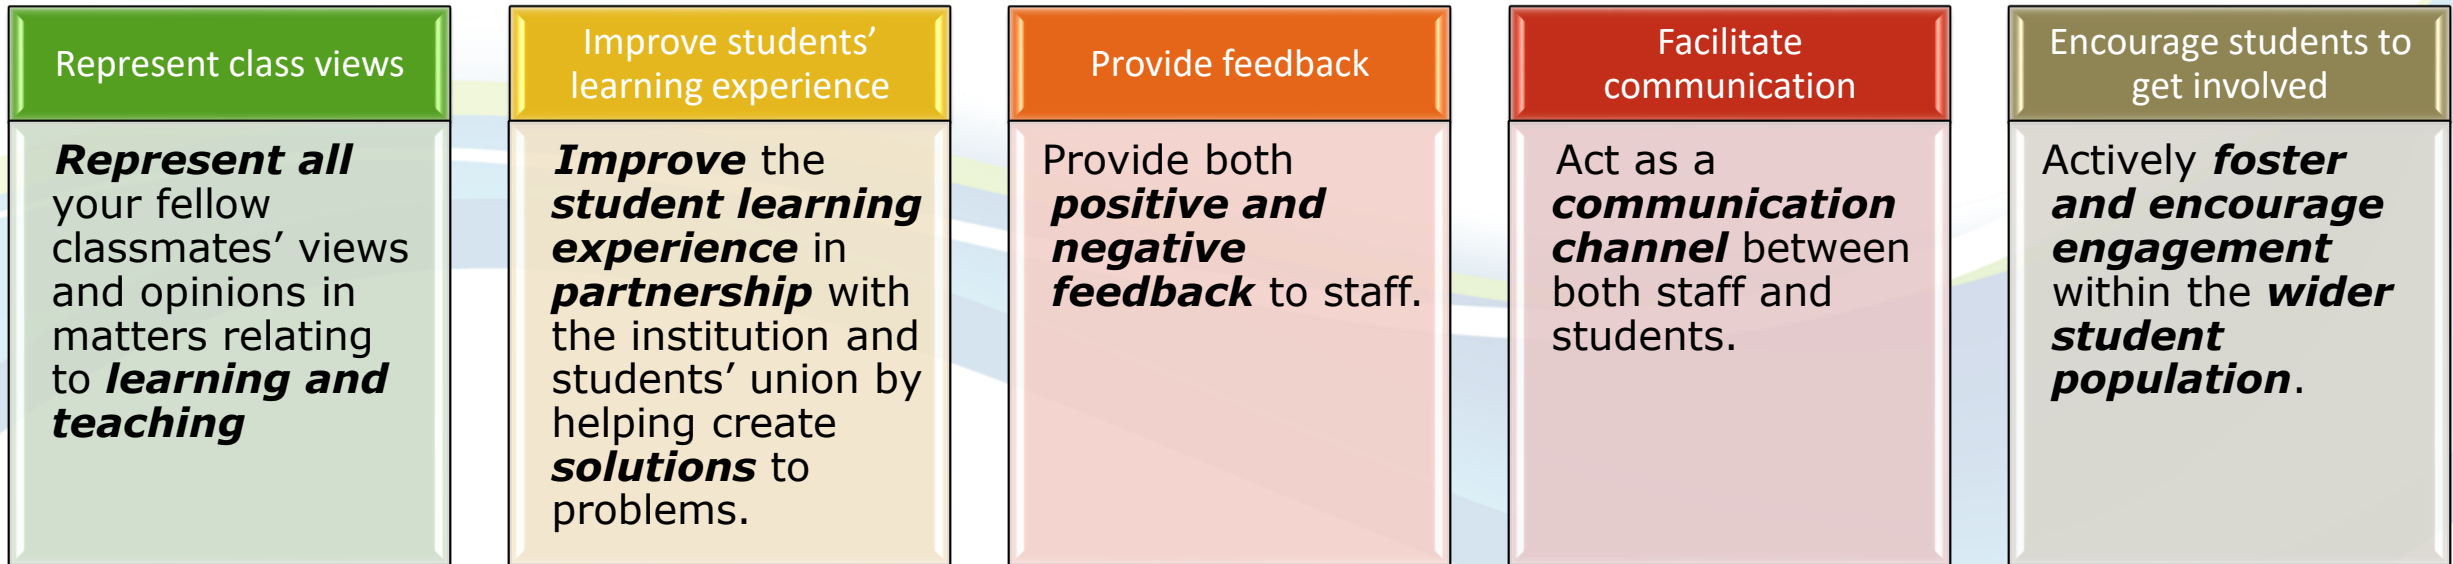 Represent class views
Represent all
your fellow
classmates’ views
and opinions in
matters relating
to learning and
teaching
Improve students’
learning experience
Improve the
student learning
experience in
partnership with
the institution and
students’ union by
helping create
solutions to
problems.
Provide feedback
Provide both
positive and
negative
feedback to staff.
Facilitate
communication
Act as a
communication
channel between
both staff and
students.
Encourage students to
get involved
Actively foster
and encourage
engagement
within the wider
student
population.